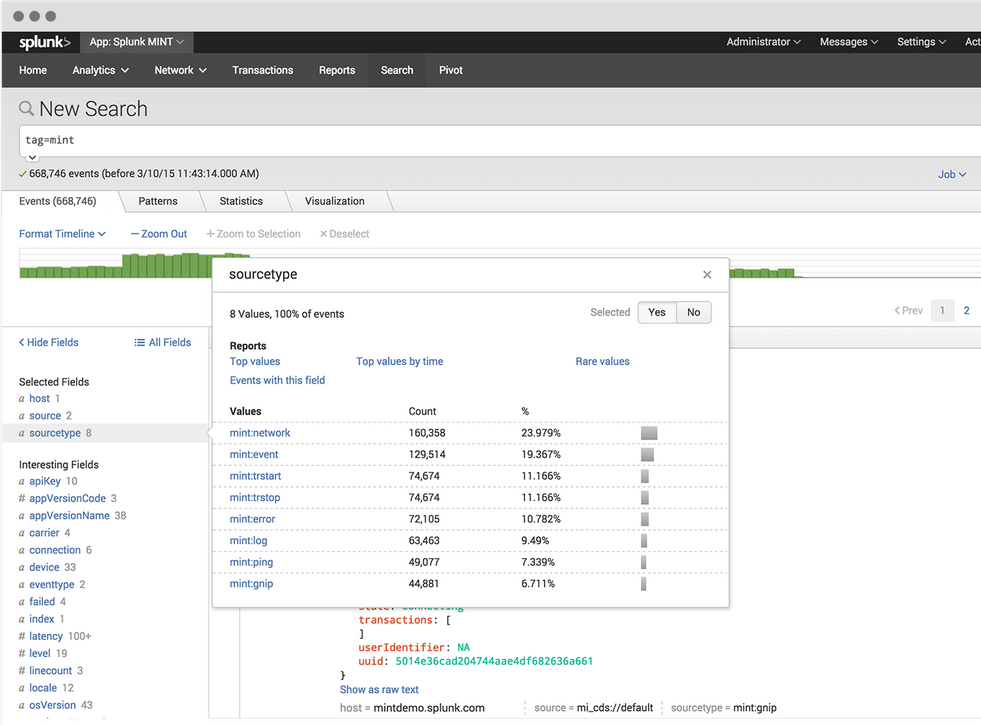 splunk> App: Splunk MINT Administrator Messages Settings Act
Home Analytics Network Transactions Reports Search Pivot
New Search
tag=mint
668,746 events (before 3/10/15 11:43:14.000 AM) Job
Events (668,746) Patterns Statistics Visualization
Format Timeline — Zoom Out + Zoom to Selection × Deselect
sourcetype ×
8 Values, 100% of events Selected Yes No
< Prev 1 2
Reports
Top values Top values by time Rare values
Events with this field
Values Count %
mint:network 160,358 23.979%
mint:event 129,514 19.367%
mint:trstart 74,674 11.166%
mint:trstop 74,674 11.166%
mint:error 72,105 10.782%
mint:log 63,463 9.49%
mint:ping 49,077 7.339%
mint:gnip 44,881 6.711%
< Hide Fields All Fields
Selected Fields
a host 1
a source 2
a sourcetype 8
Interesting Fields
a apiKey 10
# appVersionCode 3
a appVersionName 38
a carrier 4
a connection 6
a device 33
a eventtype 2
a failed 4
a index 1
# latency 100+
# level 19
# linecount 3
a locale 12
a osVersion 43
transactions: [
]
userIdentifier: NA
uuid: 5014e36cad204744aae4df682636a661
}
Show as raw text
host = mintdemo.splunk.com source = mi_cds://default sourcetype = mint:gnip